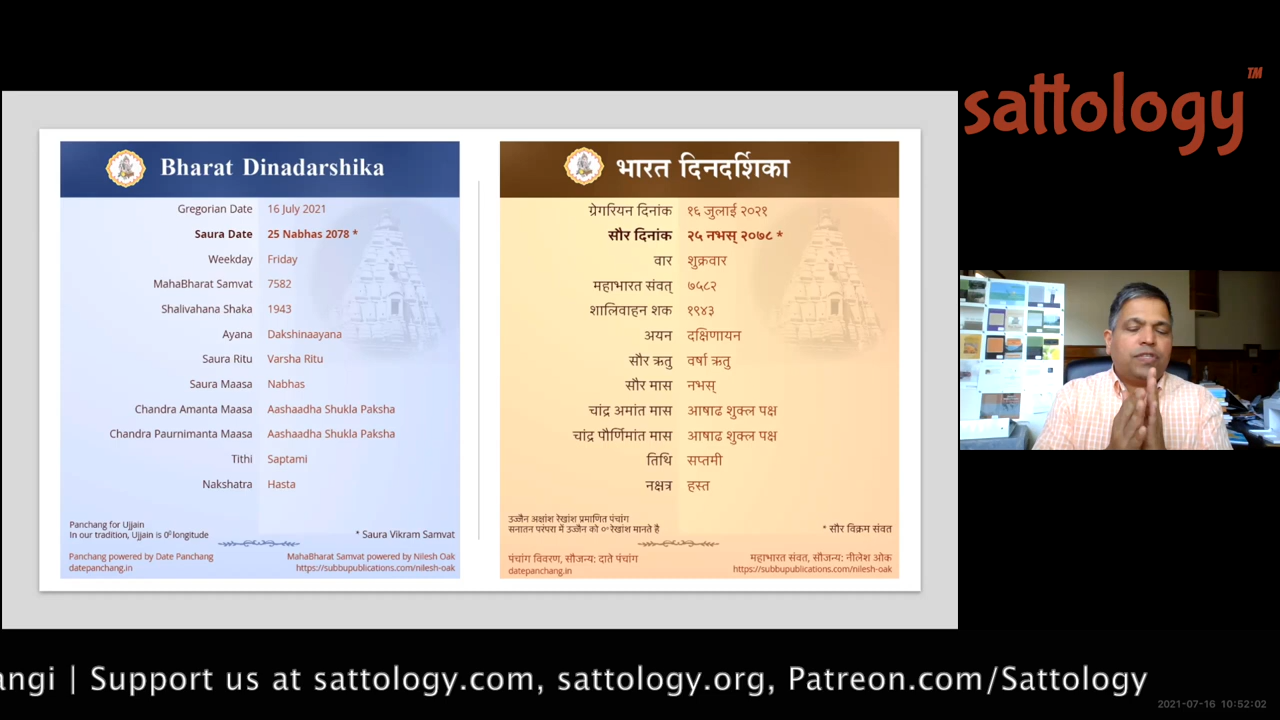 sattology™
Bharat Dinadarshika
Gregorian Date 16 July 2021
Saura Date 25 Nabhas 2078 *
Weekday Friday
MahaBharat Samvat 7582
Shalivahana Shaka 1943
Ayana Dakshinaayana
Saura Ritu Varsha Ritu
Saura Maasa Nabhas
Chandra Amanta Maasa Aashaadha Shukla Paksha
Chandra Paurnimanta Maasa Aashaadha Shukla Paksha
Tithi Saptami
Nakshatra Hasta
Panchang for Ujjain
In our tradition, Ujjain is 0⁰ longitude
* Saura Vikram Samvat
Panchang powered by Date Panchang
datepanchang.in
MahaBharat Samvat powered by Nilesh Oak
https://subbupublications.com/nilesh-oak
भारत दिनदर्शिका
ग्रेगरियन दिनांक १६ जुलाई २०२१
सौर दिनांक २५ नभस् २०७८ *
वार शुक्रवार
महाभारत संवत् ७५८२
शालिवाहन शक १९४३
अयन दक्षिणायन
सौर ऋतु वर्षा ऋतु
सौर मास नभस्
चांद्र अमांत मास आषाढ शुक्ल पक्ष
चांद्र पौर्णिमांत मास आषाढ शुक्ल पक्ष
तिथि सप्तमी
नक्षत्र हस्त
उज्जैन अक्षांश रेखांश प्रमाणित पंचांग
सनातन परंपरा में उज्जैन को ०⁰ रेखांश मानते है
* सौर विक्रम संवत
पंचांग विवरण, सौजन्य: दाते पंचांग
datepanchang.in
महाभारत संवत, सौजन्य: नीलेश ओक
https://subbupublications.com/nilesh-oak
angi | Support us at sattology.com, sattology.org, Patreon.com/Sattology
2021-07-16 10:52:02